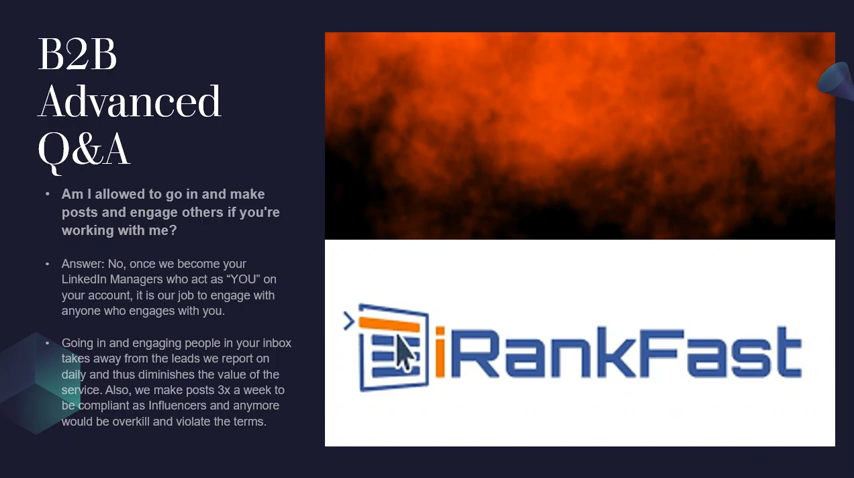 B2B
Advanced
Q&A
• Am I allowed to go in and make
posts and engage others if you're
working with me?
• Answer: No, once we become your
LinkedIn Managers who act as “YOU” on
your account, it is our job to engage with
anyone who engages with you.
• Going in and engaging people in your inbox
takes away from the leads we report on
daily and thus diminishes the value of the
service. Also, we make posts 3x a week to
be compliant as Influencers and anymore
would be overkill and violate the terms.
iRankFast